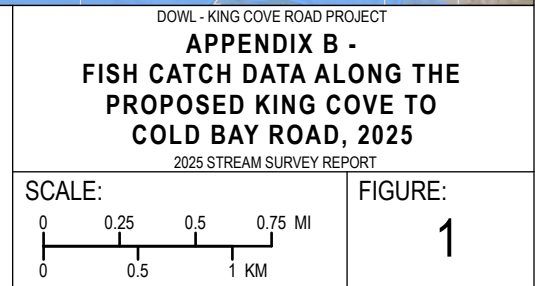 DOWL - KING COVE ROAD PROJECT
APPENDIX B -
FISH CATCH DATA ALONG THE
PROPOSED KING COVE TO
COLD BAY ROAD, 2025
2025 STREAM SURVEY REPORT
SCALE:
0 0.25 0.5 0.75 MI
0 0.5 1 KM
FIGURE:
1